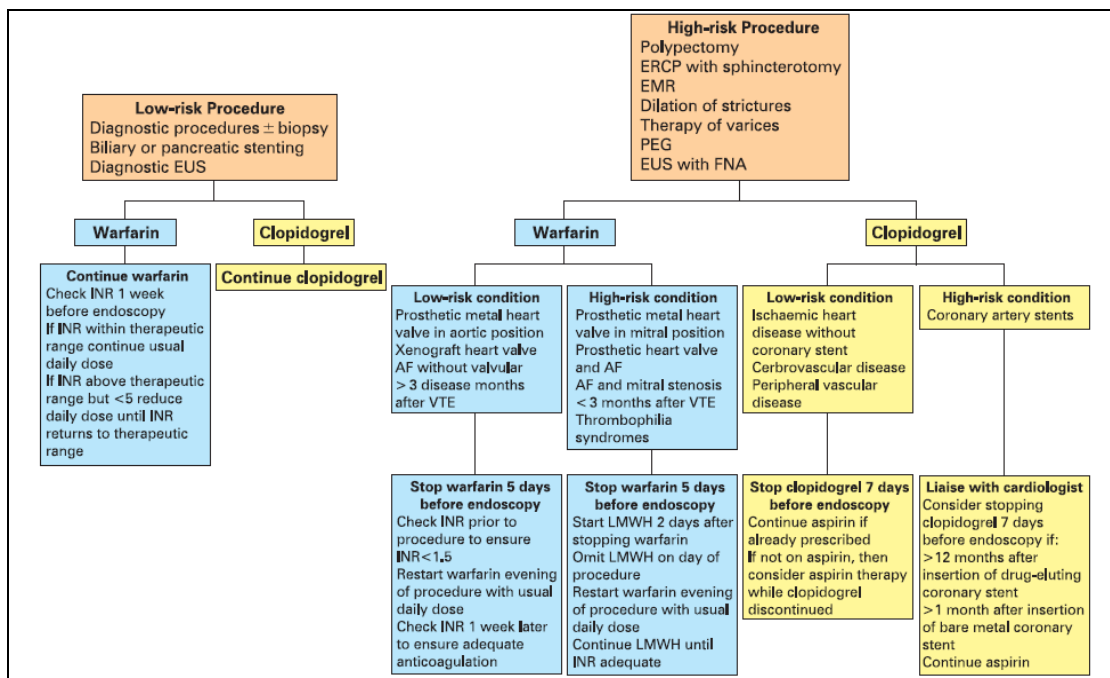 High-risk Procedure
Polypectomy
ERCP with sphincterotomy
EMR
Dilation of strictures
Therapy of varices
PEG
EUS with FNA
Low-risk Procedure
Diagnostic procedures ± biopsy
Biliary or pancreatic stenting
Diagnostic EUS
Warfarin
Clopidogrel
Warfarin
Clopidogrel
Continue warfarin
Check INR 1 week
before endoscopy
If INR within therapeutic
range continue usual
daily dose
If INR above therapeutic
range but <5 reduce
daily dose until INR
returns to therapeutic
range
Continue clopidogrel
Low-risk condition
Prosthetic metal heart
valve in aortic position
Xenograft heart valve
AF without valvular
> 3 disease months
after VTE
High-risk condition
Prosthetic metal heart
valve in mitral position
Prosthetic heart valve
and AF
AF and mitral stenosis
< 3 months after VTE
Thrombophilia
syndromes
Low-risk condition
Ischaemic heart
disease without
coronary stent
Cerbrovascular disease
Peripheral vascular
disease
High-risk condition
Coronary artery stents
Stop warfarin 5 days
before endoscopy
Check INR prior to
procedure to ensure
INR<1.5
Restart warfarin evening
of procedure with usual
daily dose
Check INR 1 week later
to ensure adequate
anticoagulation
Stop warfarin 5 days
before endoscopy
Start LMWH 2 days after
stopping warfarin
Omit LMWH on day of
procedure
Restart warfarin evening
of procedure with usual
daily dose
Continue LMWH until
INR adequate
Stop clopidogrel 7 days
before endoscopy
Continue aspirin if
already prescribed
If not on aspirin, then
consider aspirin therapy
while clopidogrel
discontinued
Liaise with cardiologist
Consider stopping
clopidogrel 7 days
before endoscopy if:
>12 months after
insertion of drug-eluting
coronary stent
>1 month after insertion
of bare metal coronary
stent
Continue aspirin